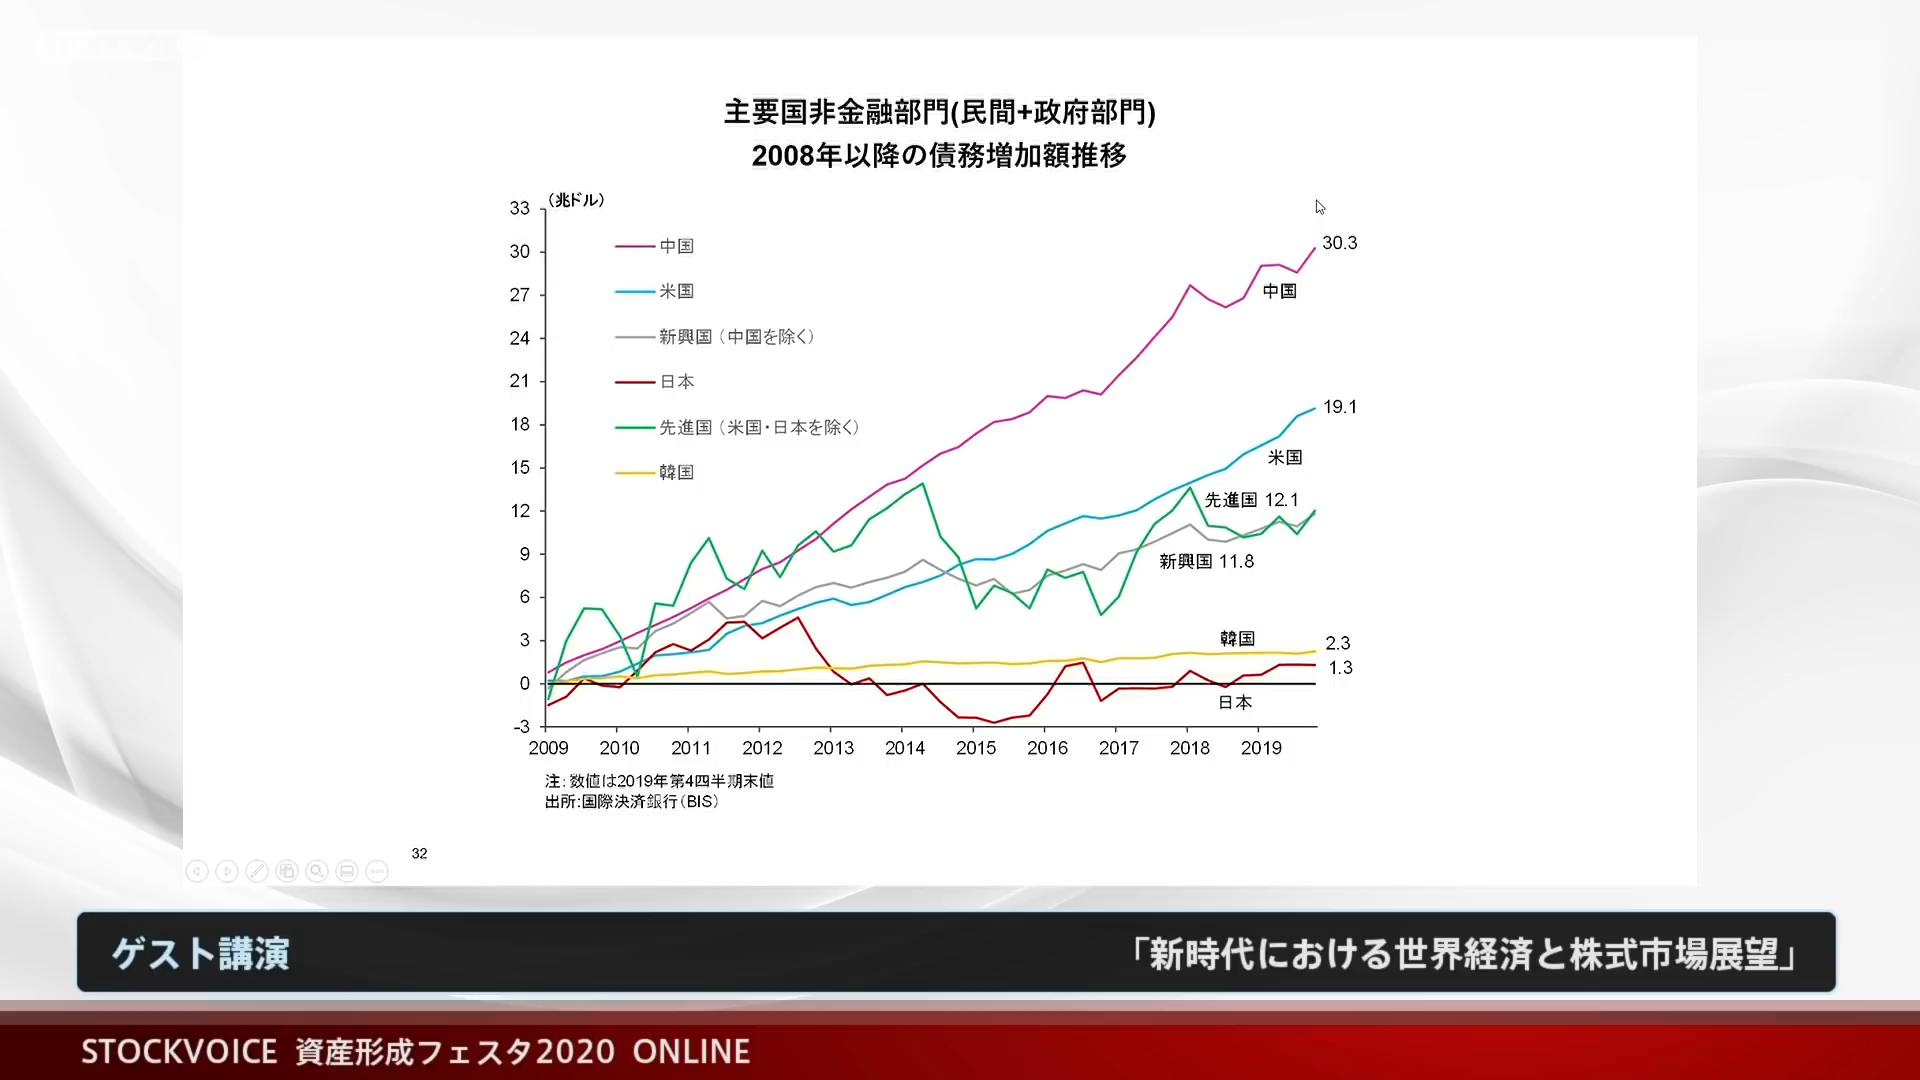 主要国非金融部門(民間+政府部門)
2008年以降の債務増加額推移
（兆ドル）
33
30
27
24
21
18
15
12
9
6
3
0
-3
中国
米国
新興国（中国を除く）
日本
先進国（米国・日本を除く）
韓国
30.3
中国
19.1
米国
先進国 12.1
新興国 11.8
韓国
2.3
1.3
日本
2009 2010 2011 2012 2013 2014 2015 2016 2017 2018 2019
注：数値は2019年第4四半期末値
出所:国際決済銀行（BIS）
32
ゲスト講演
「新時代における世界経済と株式市場展望」
STOCKVOICE 資産形成フェスタ2020 ONLINE